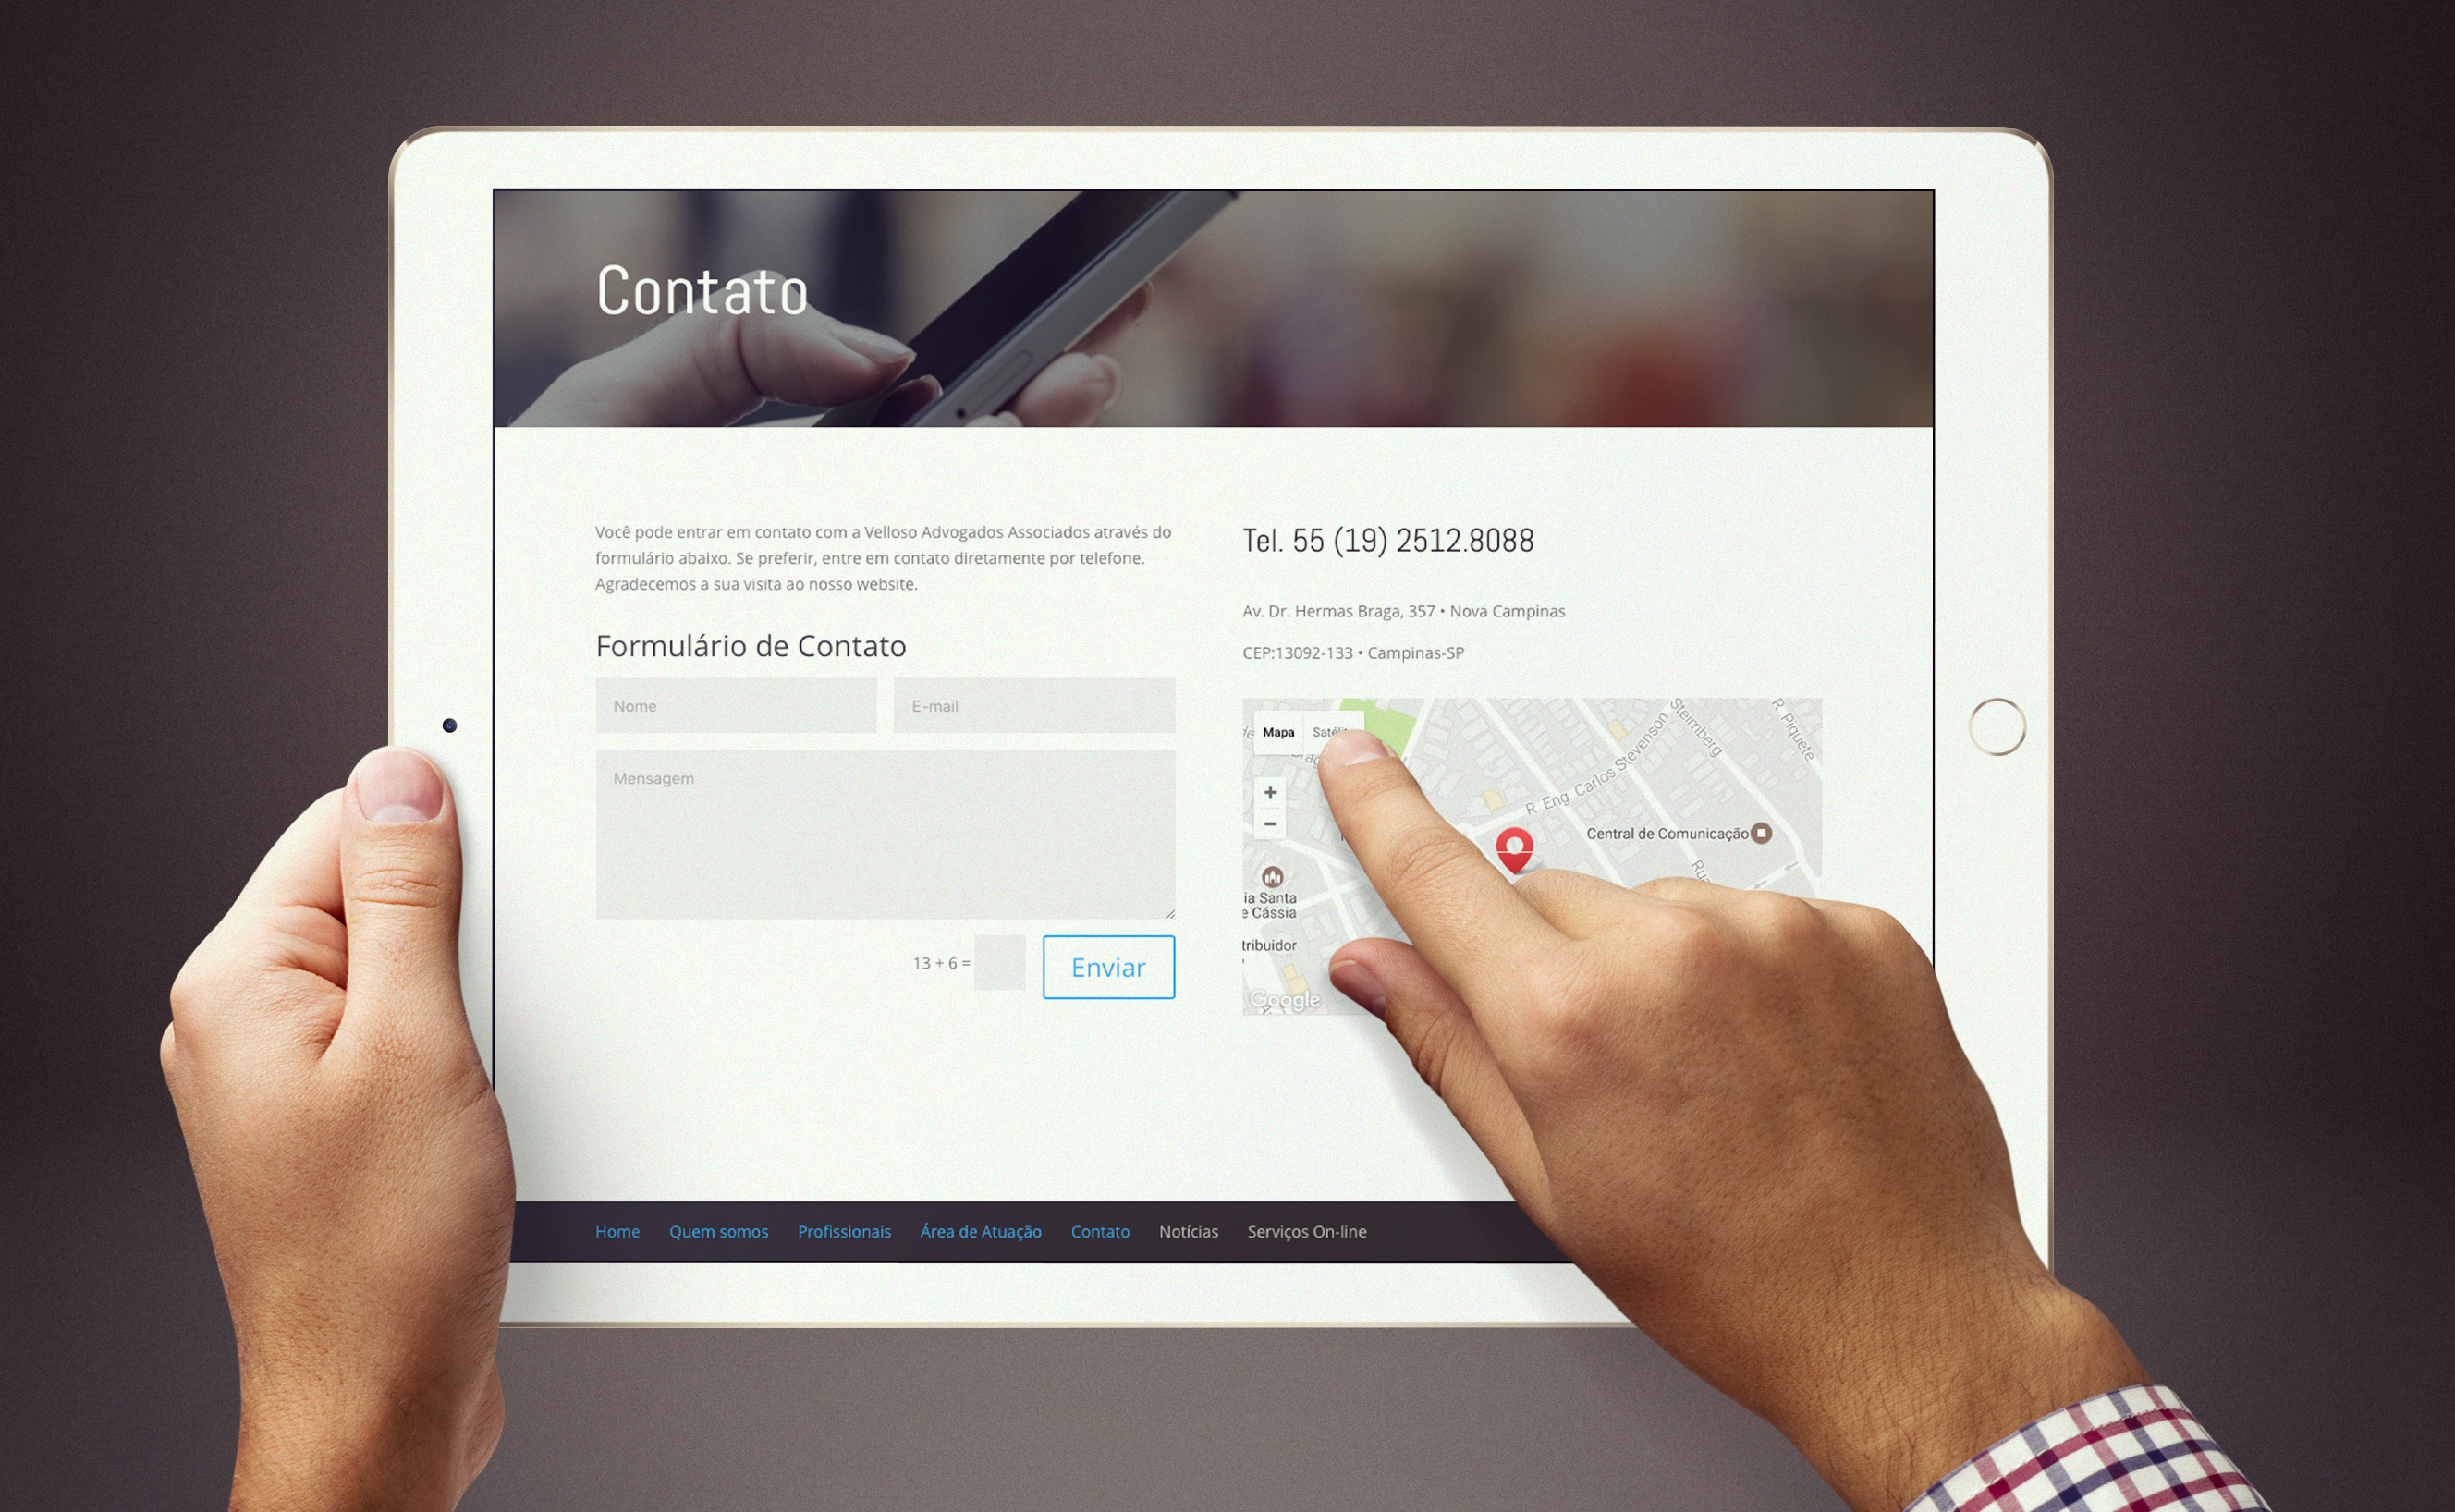 Contato
Você pode entrar em contato com a Velloso Advogados Associados através do
formulário abaixo. Se preferir, entre em contato diretamente por telefone.
Agradecemos a sua visita ao nosso website.
Formulário de Contato
Nome
E-mail
Mensagem
13 + 6 =
Enviar
Tel. 55 (19) 2512.8088
Av. Dr. Hermas Braga, 357 • Nova Campinas
CEP:13092-133 • Campinas-SP
Mapa
R. Eng. Carlos Stevenson
Steimberg
R. Piquete
+
−
Central de Comunicação
ia Santa
e Cássia
tribuidor
Google
Home Quem somos Profissionais Área de Atuação Contato Notícias Serviços On-line